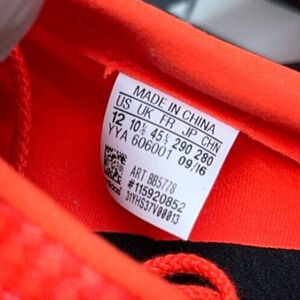 MADE IN CHINA
US UK FR JP CHN
12 10½ 45⅓ 290 280
YYA 606001 09/16
ART BB5778
#115920852
31YHS37V00013